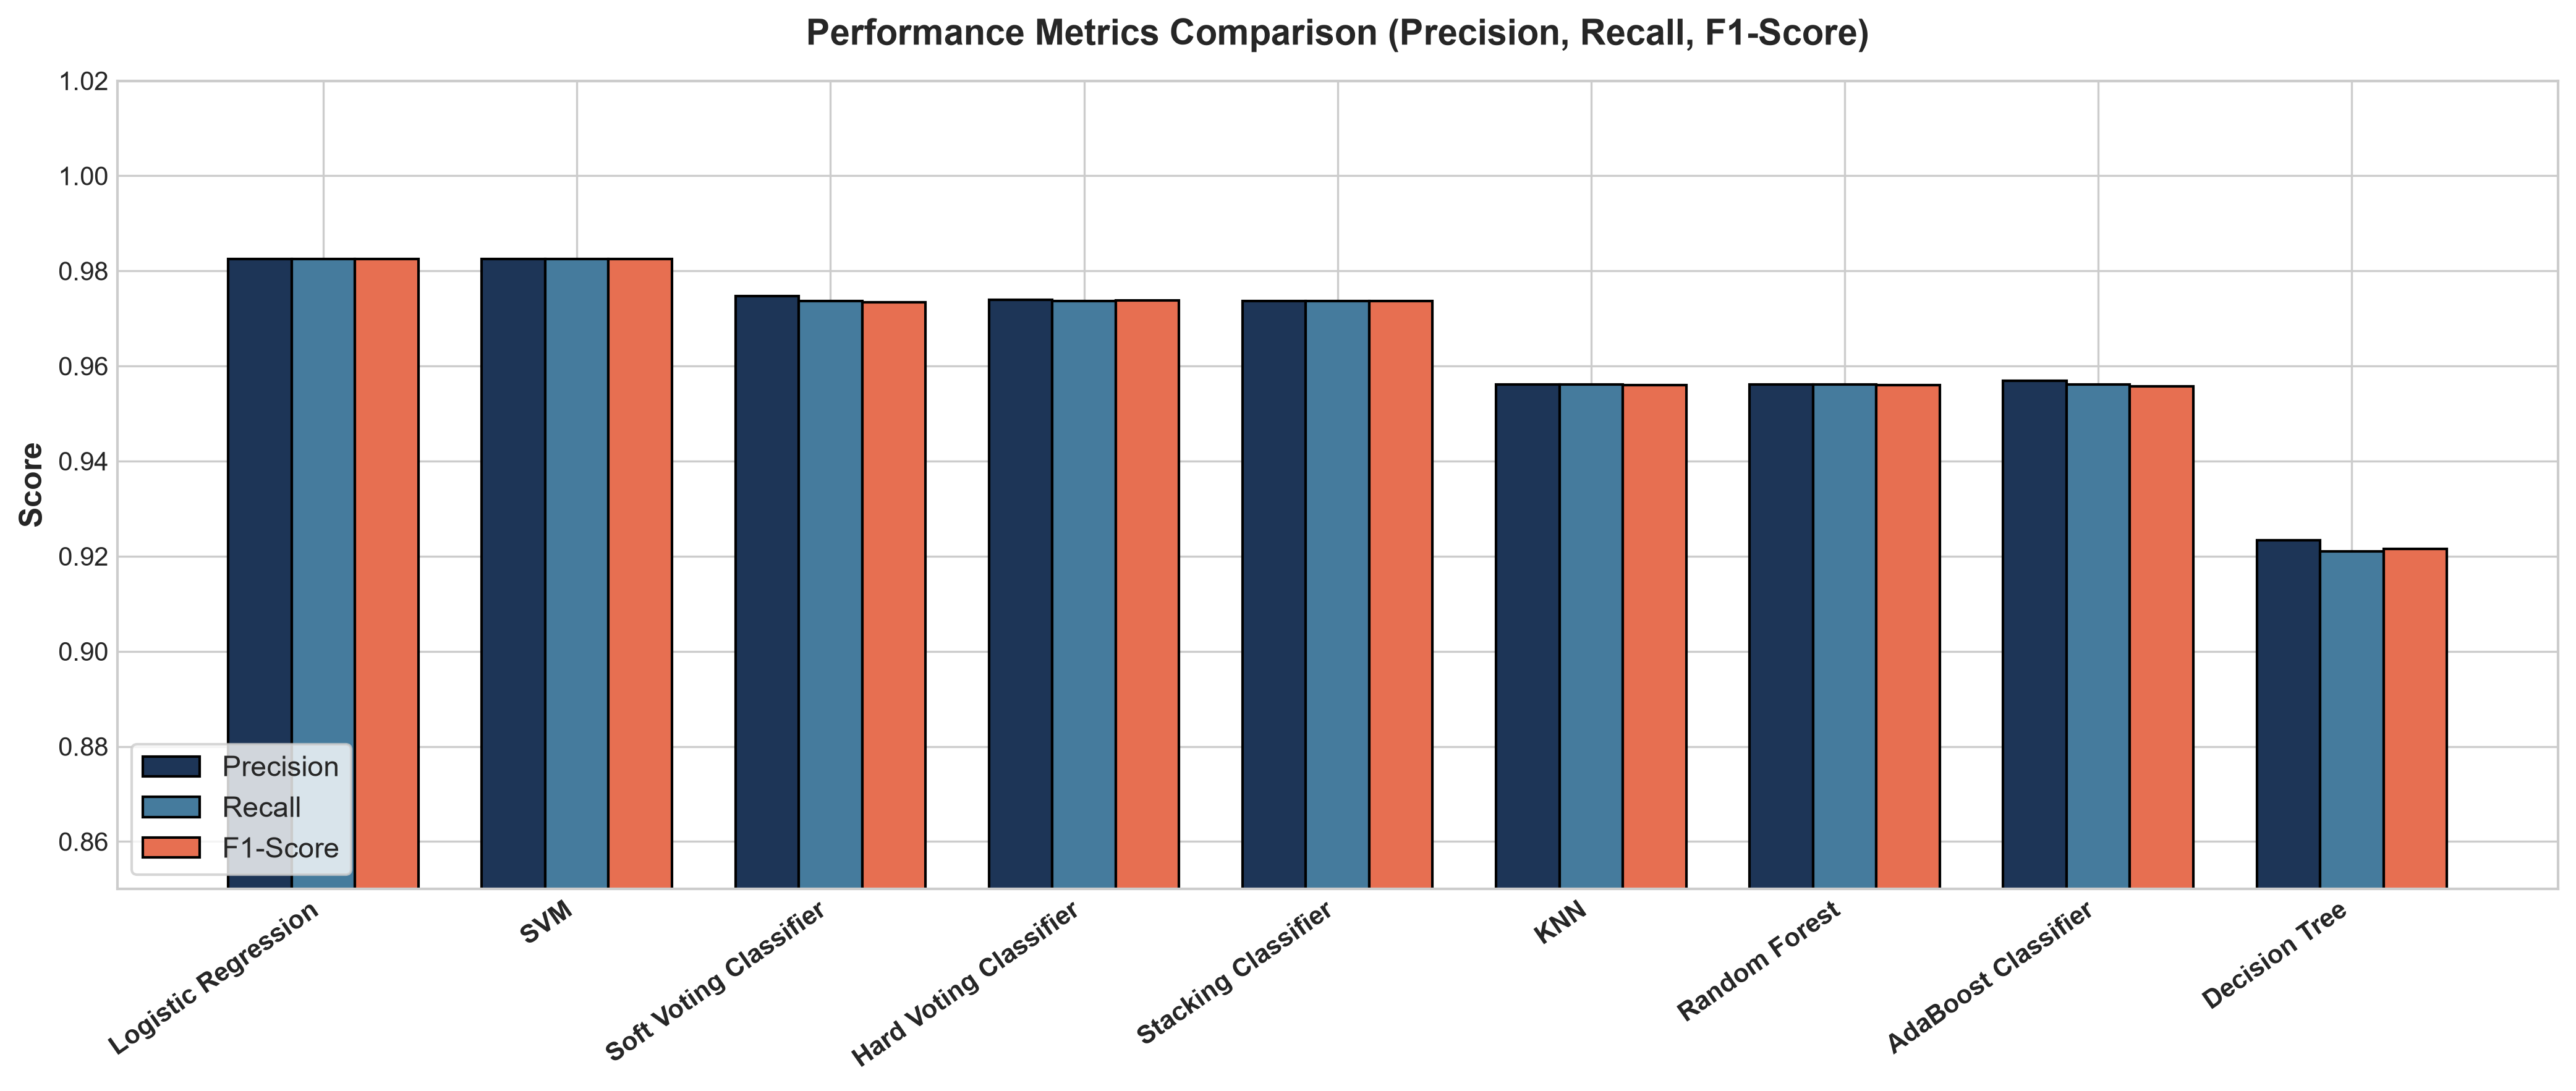 Performance Metrics Comparison (Precision, Recall, F1-Score)
Score
1.02
1.00
0.98
0.96
0.94
0.92
0.90
0.88
0.86
Precision
Recall
F1-Score
Logistic Regression
SVM
Soft Voting Classifier
Hard Voting Classifier
Stacking Classifier
KNN
Random Forest
AdaBoost Classifier
Decision Tree